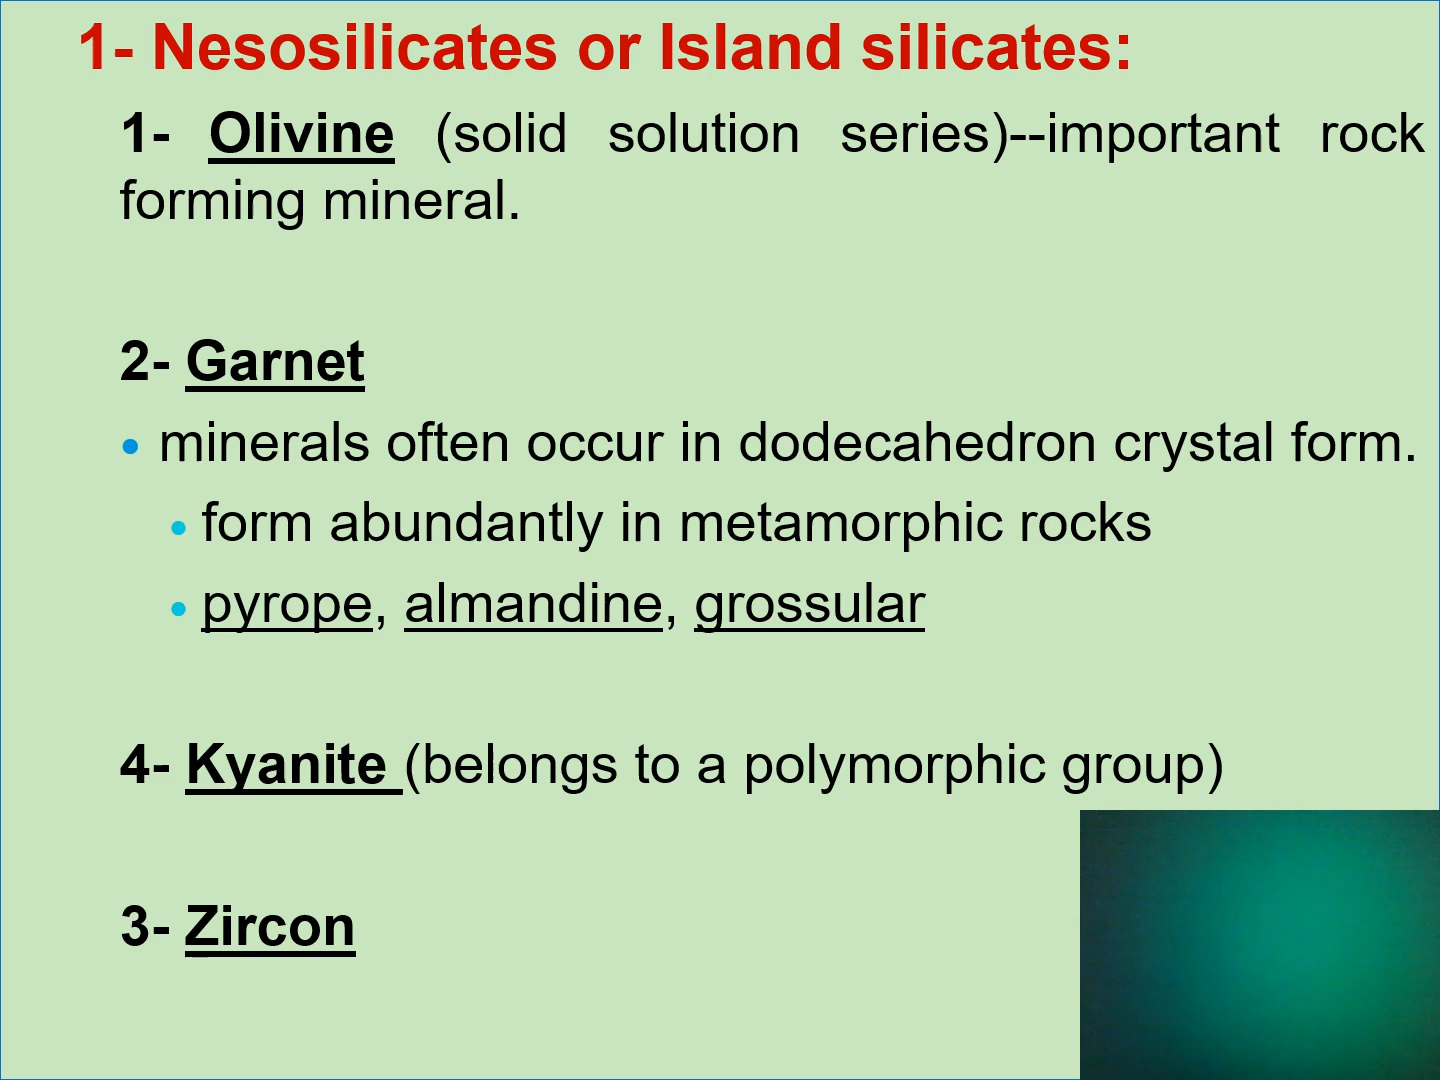 1- Nesosilicates or Island silicates:
1- Olivine (solid solution series)--important rock
forming mineral.
2- Garnet
• minerals often occur in dodecahedron crystal form.
• form abundantly in metamorphic rocks
• pyrope, almandine, grossular
4- Kyanite (belongs to a polymorphic group)
3- Zircon